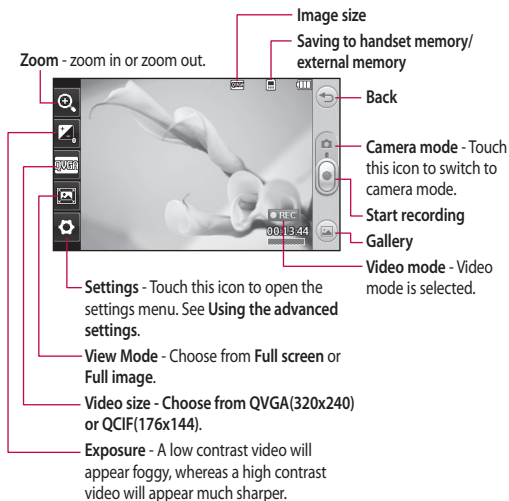 Image size
Saving to handset memory/
external memory
Zoom - zoom in or zoom out.
Back
Camera mode - Touch
this icon to switch to
camera mode.
Start recording
Gallery
Video mode - Video
mode is selected.
QVGA
REC
00:13:44
Settings - Touch this icon to open the
settings menu. See Using the advanced
settings.
View Mode - Choose from Full screen or
Full image.
Video size - Choose from QVGA(320x240)
or QCIF(176x144).
Exposure - A low contrast video will
appear foggy, whereas a high contrast
video will appear much sharper.